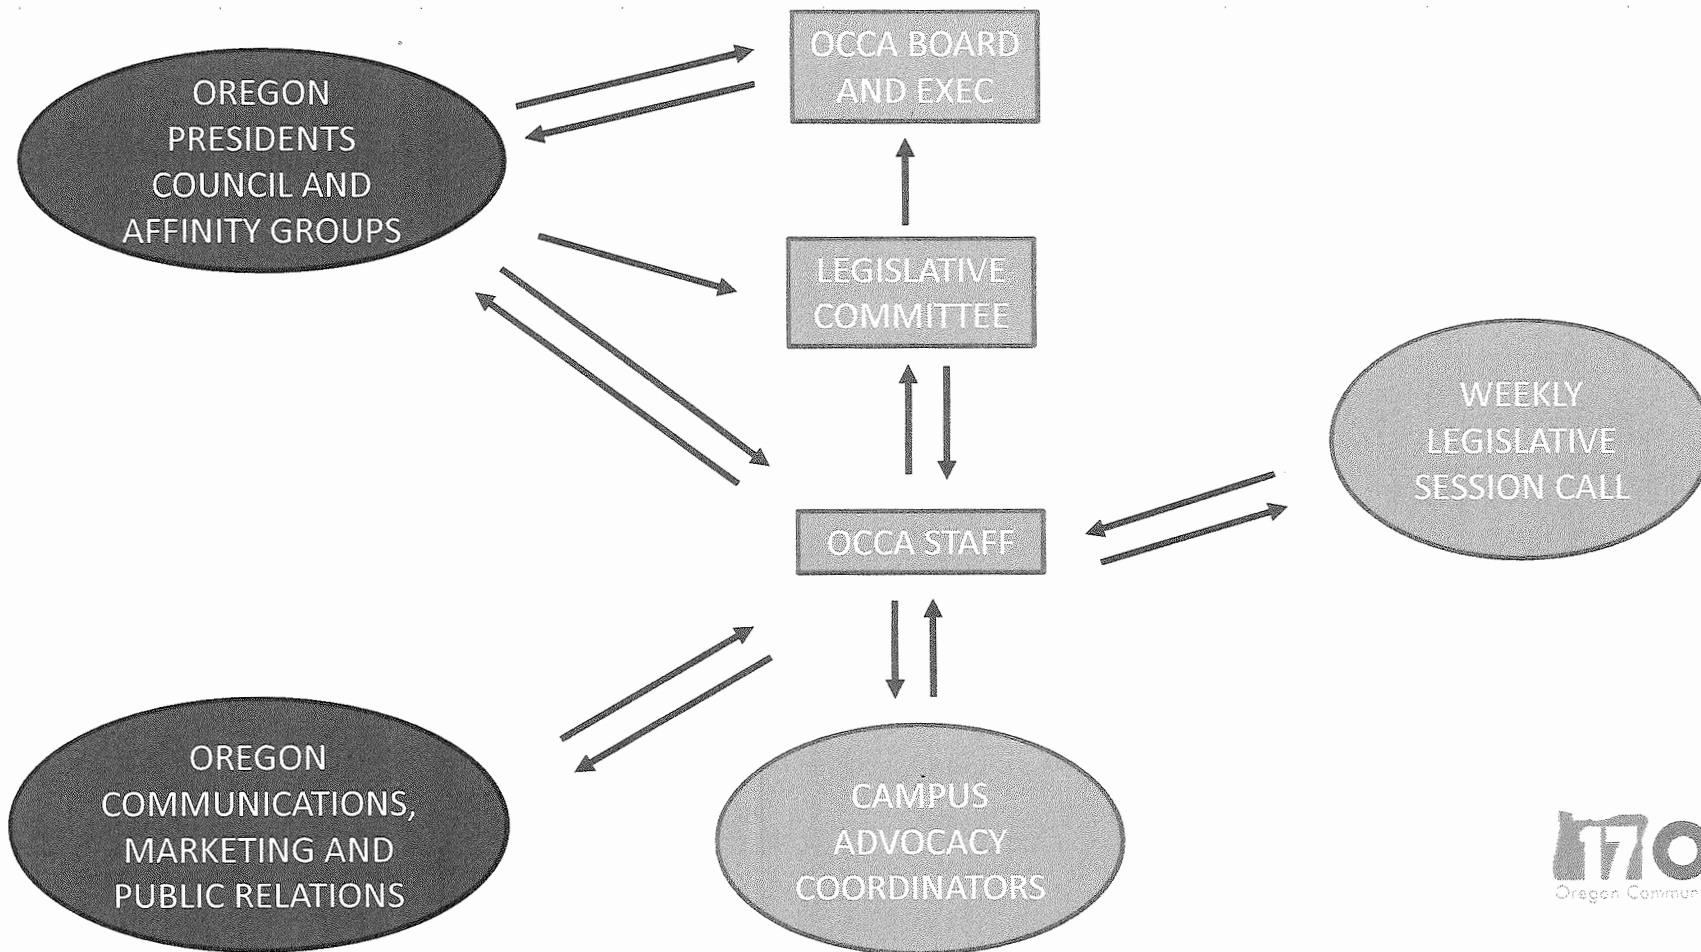 OCCA BOARD
AND EXEC
OREGON
PRESIDENTS
COUNCIL AND
AFFINITY GROUPS
LEGISLATIVE
COMMITTEE
WEEKLY
LEGISLATIVE
SESSION CALL
OCCA STAFF
OREGON
COMMUNICATIONS,
MARKETING AND
PUBLIC RELATIONS
CAMPUS
ADVOCACY
COORDINATORS
17
Oregon